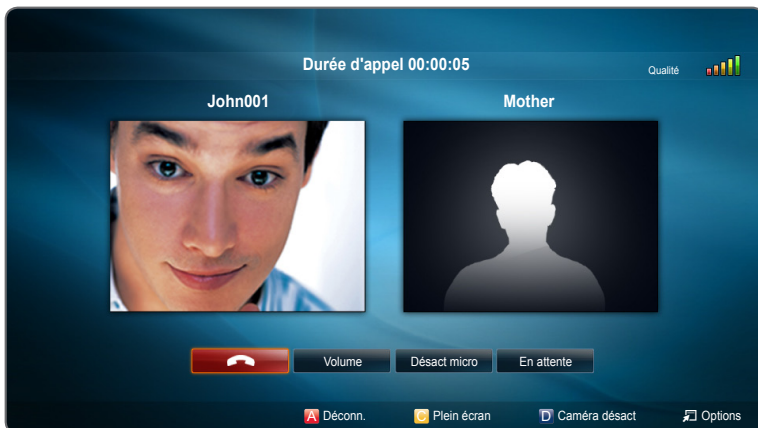 Durée d'appel 00:00:05
Qualité
John001 Mother
Volume Désact micro En attente
A Déconn. C Plein écran D Caméra désact Options